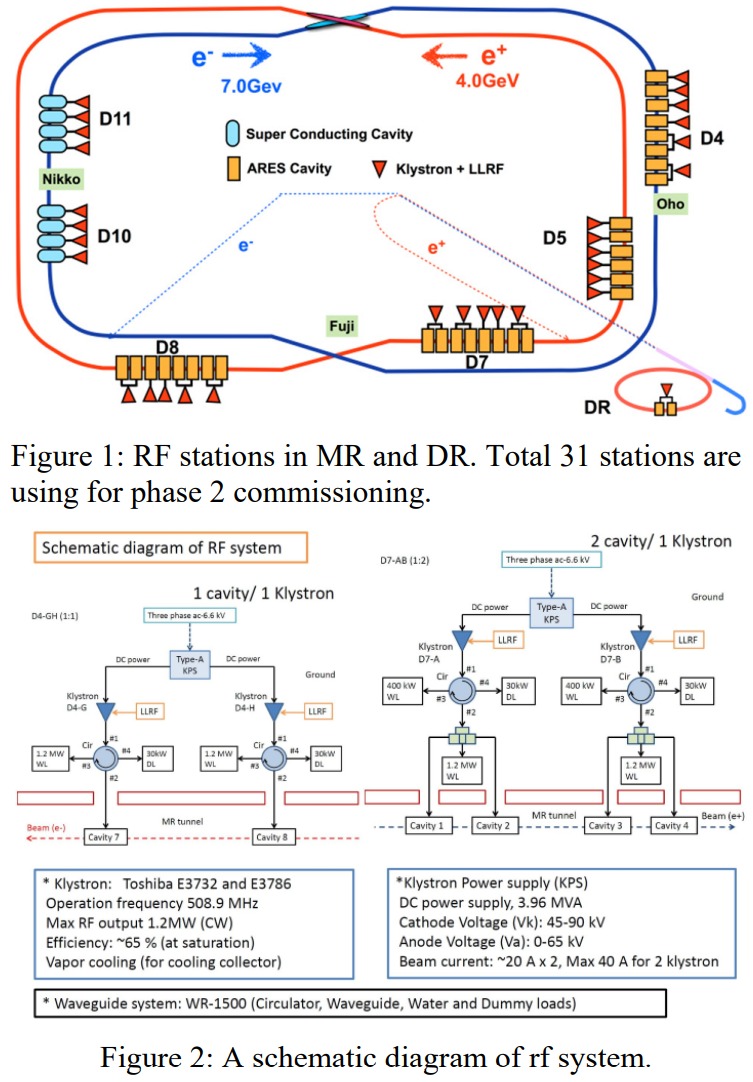 e⁻
e⁺
7.0Gev
4.0GeV
D11
Super Conducting Cavity
D4
ARES Cavity
Klystron + LLRF
Nikko
Oho
D10
D5
e⁻
e⁺
Fuji
D8
D7
DR
Figure 1: RF stations in MR and DR. Total 31 stations are
using for phase 2 commissioning.
Schematic diagram of RF system
1 cavity/ 1 Klystron
D4-GH (1:1)
Three phase ac-6.6 kV
DC power
Type-A
KPS
DC power
Ground
Klystron
D4-G
LLRF
Klystron
D4-H
LLRF
#1
Cir
#4
#3
#2
1.2 MW
WL
30kW
DL
#1
Cir
#4
#3
#2
1.2 MW
WL
30kW
DL
MR tunnel
Beam (e-)
Cavity 7
Cavity 8
2 cavity/ 1 Klystron
D7-AB (1:2)
Three phase ac-6.6 kV
Ground
DC power
Type-A
KPS
DC power
Klystron
D7-A
LLRF
Klystron
D7-B
LLRF
#1
Cir
#4
#3
#2
400 kW
WL
30kW
DL
#1
Cir
#4
#3
#2
400 kW
WL
30kW
DL
1.2 MW
WL
1.2 MW
WL
MR tunnel
Beam (e+)
Cavity 1
Cavity 2
Cavity 3
Cavity 4
* Klystron: Toshiba E3732 and E3786
Operation frequency 508.9 MHz
Max RF output 1.2MW (CW)
Efficiency: ~65 % (at saturation)
Vapor cooling (for cooling collector)
*Klystron Power supply (KPS)
DC power supply, 3.96 MVA
Cathode Voltage (Vk): 45-90 kV
Anode Voltage (Va): 0-65 kV
Beam current: ~20 A x 2, Max 40 A for 2 klystron
* Waveguide system: WR-1500 (Circulator, Waveguide, Water and Dummy loads)
Figure 2: A schematic diagram of rf system.